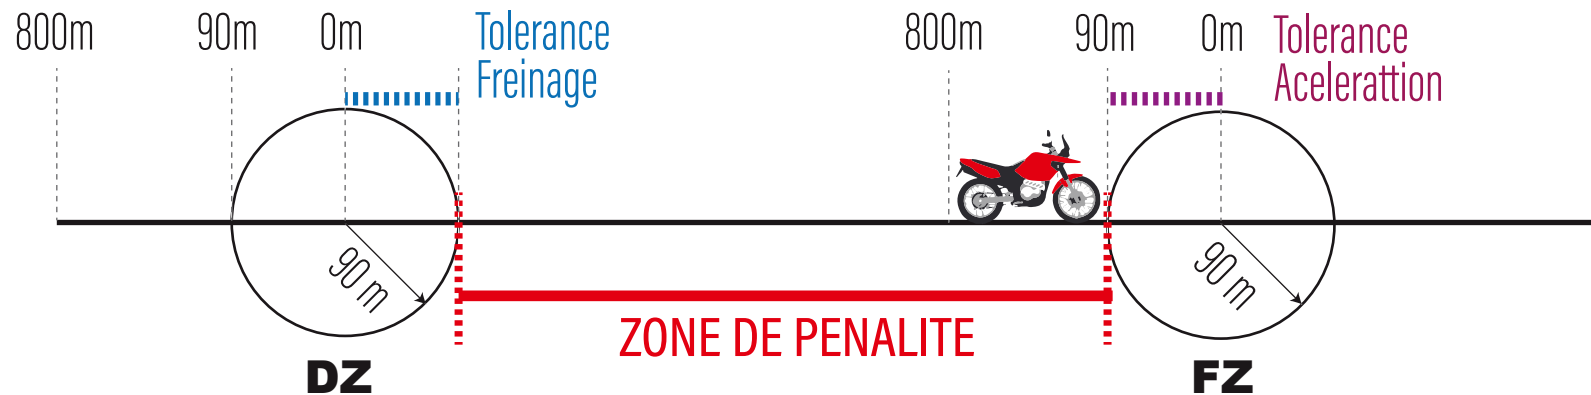 800m 90m 0m Tolerance
Freinage
800m 90m 0m Tolerance
Acelerattion
90 m
90 m
ZONE DE PENALITE
DZ
FZ